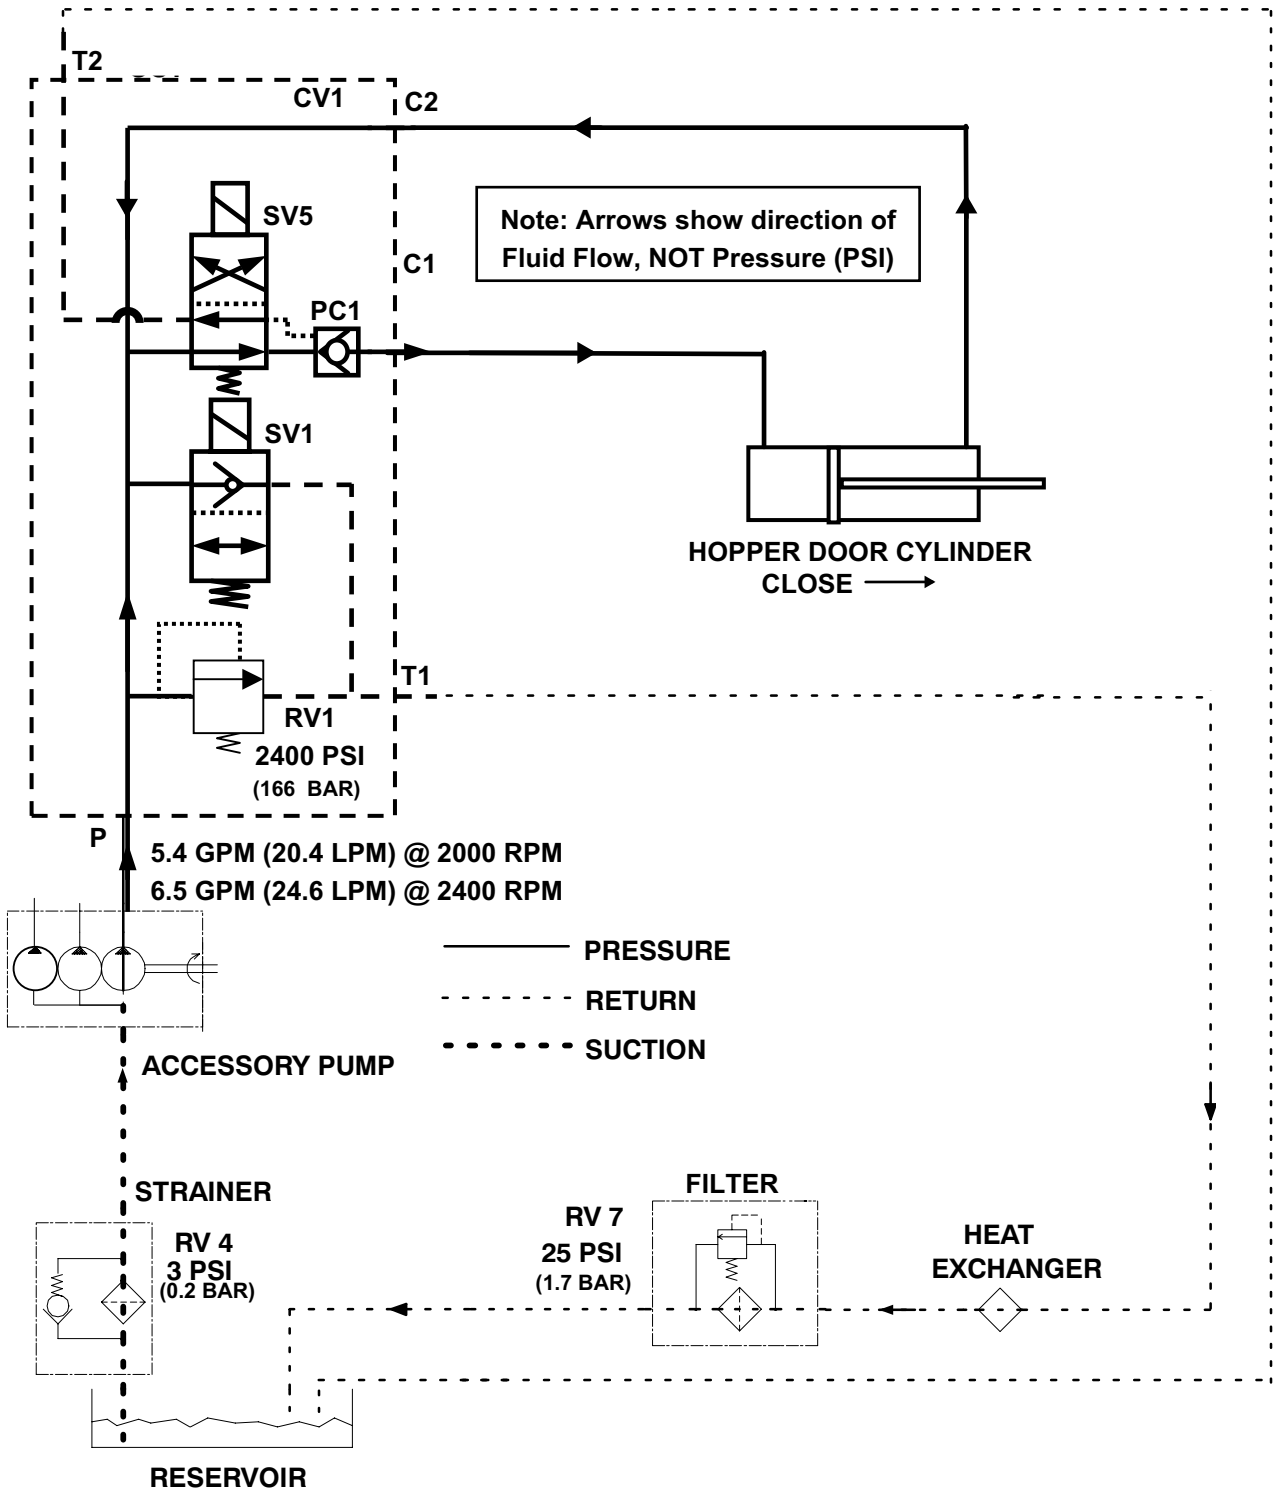 T2
CV1
C2
SV5
Note: Arrows show direction of
Fluid Flow, NOT Pressure (PSI)
C1
PC1
SV1
HOPPER DOOR CYLINDER
CLOSE
T1
RV1
2400 PSI
(166 BAR)
P
5.4 GPM (20.4 LPM) @ 2000 RPM
6.5 GPM (24.6 LPM) @ 2400 RPM
PRESSURE
RETURN
SUCTION
ACCESSORY PUMP
STRAINER
RV 4
3 PSI
(0.2 BAR)
FILTER
RV 7
25 PSI
(1.7 BAR)
HEAT
EXCHANGER
RESERVOIR